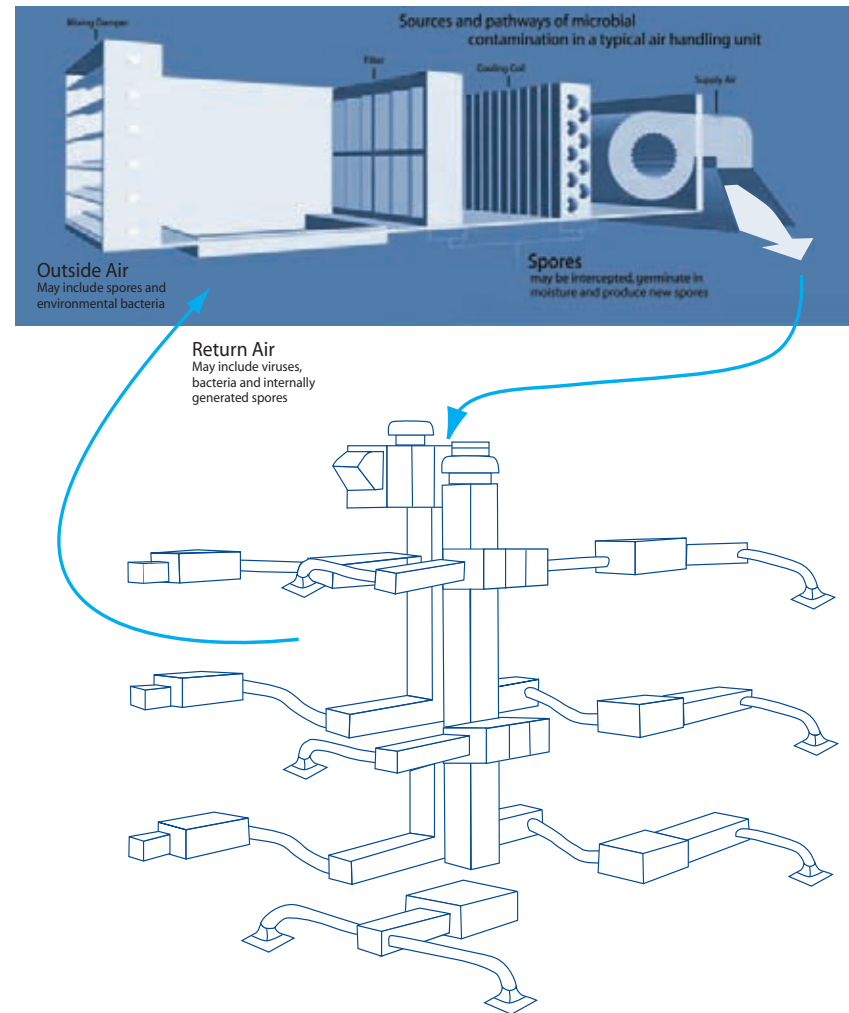 Sources and pathways of microbial
contamination in a typical air handling unit
Mixing Damper
Filter
Cooling Coil
Supply Air
Outside Air
May include spores and
environmental bacteria
Spores
may be intercepted, germinate in
moisture and produce new spores
Return Air
May include viruses,
bacteria and internally
generated spores